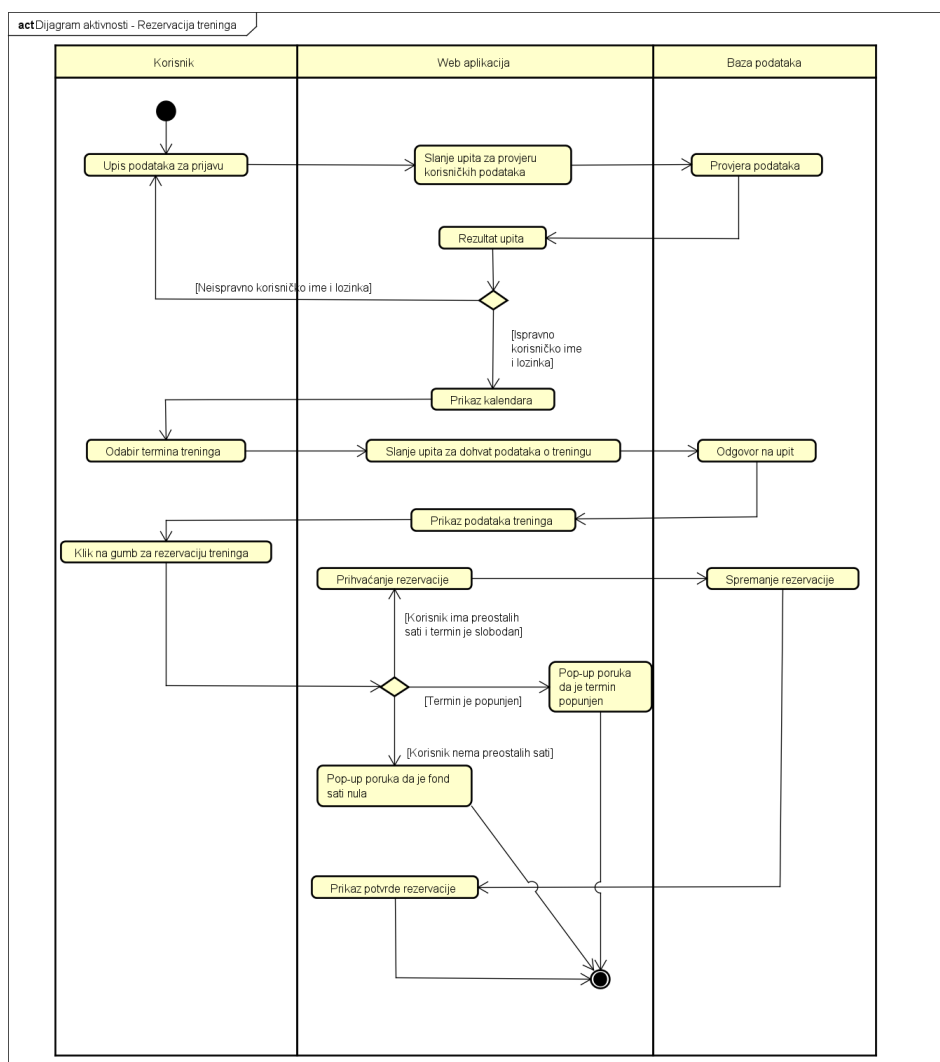 act Dijagram aktivnosti - Rezervacija treninga
Korisnik
Web aplikacija
Baza podataka
Upis podataka za prijavu
Slanje upita za provjeru
korisničkih podataka
Provjera podataka
Rezultat upita
[Neispravno korisničko ime i lozinka]
[Ispravno
korisničko ime
i lozinka]
Prikaz kalendara
Odabir termina treninga
Slanje upita za dohvat podataka o treningu
Odgovor na upit
Prikaz podataka treninga
Klik na gumb za rezervaciju treninga
Prihvaćanje rezervacije
Spremanje rezervacije
[Korisnik ima preostalih
sati i termin je slobodan]
Pop-up poruka
da je termin
popunjen
[Termin je popunjen]
[Korisnik nema preostalih sati]
Pop-up poruka da je fond
sati nula
Prikaz potvrde rezervacije